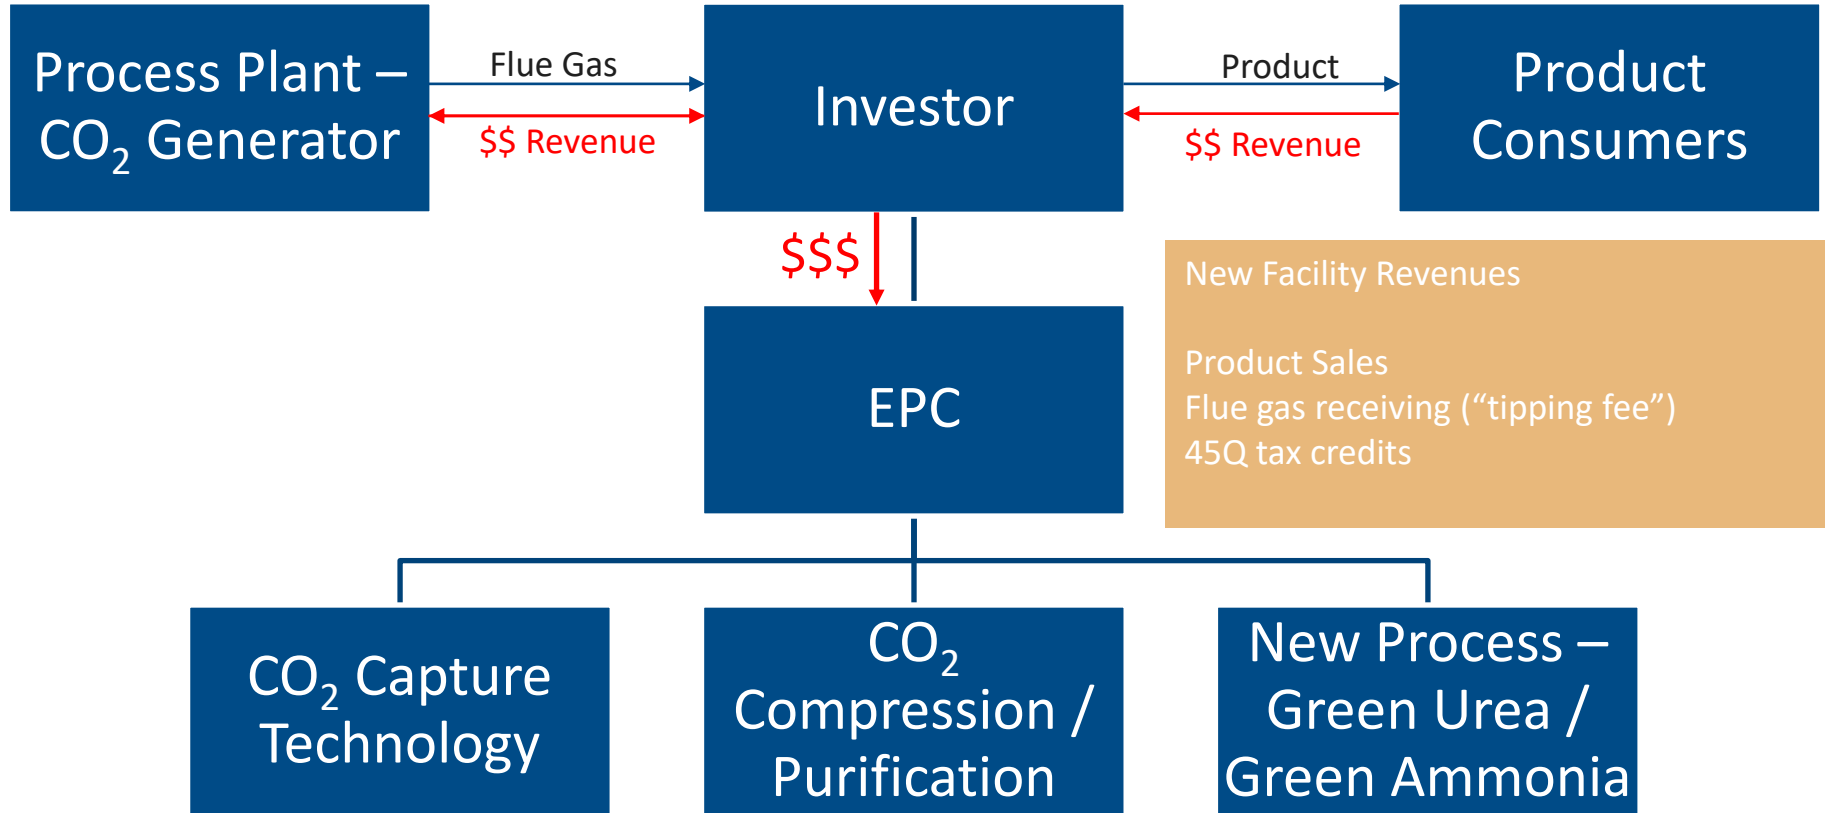 Process Plant –
CO₂ Generator
Flue Gas
$$ Revenue
Investor
Product
$$ Revenue
Product
Consumers
$$$
New Facility Revenues
Product Sales
Flue gas receiving (“tipping fee”)
45Q tax credits
EPC
CO₂ Capture
Technology
CO₂
Compression /
Purification
New Process –
Green Urea /
Green Ammonia